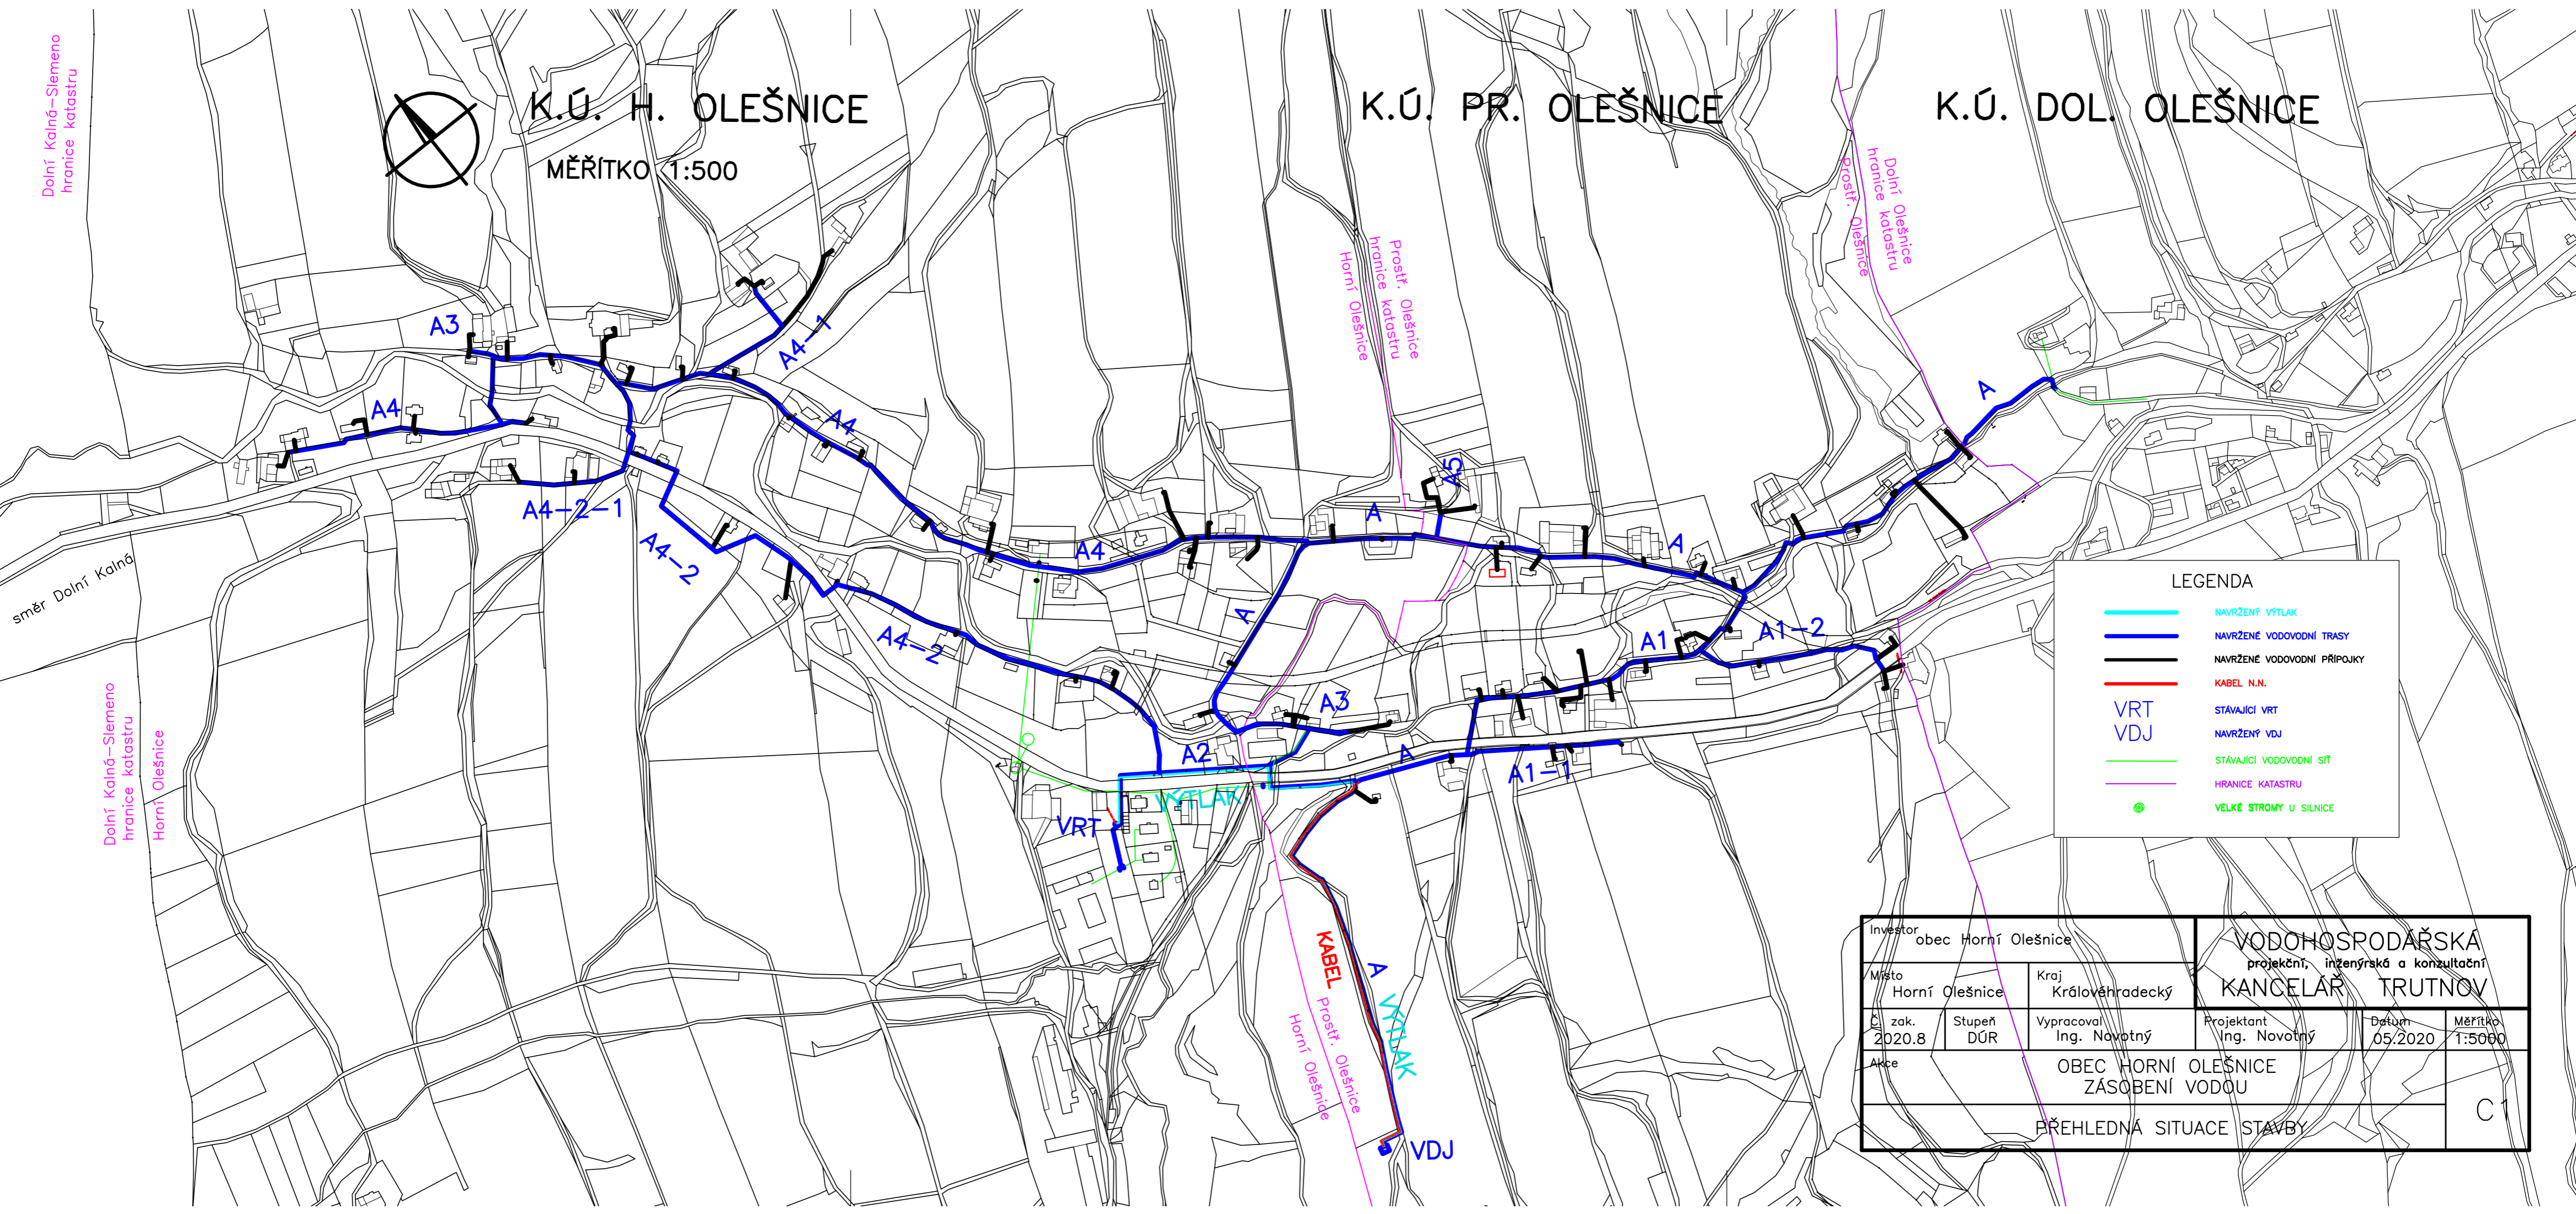 Dolní Kalná-Slemeno
hranice katastru
K.Ú. H. OLEŠNICE
MĚŘÍTKO 1:500
K.Ú. PR. OLEŠNICE
K.Ú. DOL. OLEŠNICE
Dolní Olešnice
hranice katastru
Prostř. Olešnice
Prostř. Olešnice
hranice katastru
Horní Olešnice
A3
A4-1
A4
A4
A
A5
A
A
A4-2-1
A4-2
A4
směr Dolní Kalná
A
A4-2
A1
A1-2
A3
A2
A
A1-1
VÝTLAK
VRT
Dolní Kalná-Slemeno
hranice katastru
Horní Olešnice
KABEL
A
VÝTLAK
Prostř. Olešnice
Horní Olešnice
VDJ
LEGENDA
NAVRŽENÝ VÝTLAK
NAVRŽENÉ VODOVODNÍ TRASY
NAVRŽENÉ VODOVODNÍ PŘÍPOJKY
KABEL N.N.
VRT STÁVAJÍCÍ VRT
VDJ NAVRŽENÝ VDJ
STÁVAJÍCÍ VODOVODNÍ SÍŤ
HRANICE KATASTRU
VELKÉ STROMY U SILNICE
Investor
obec Horní Olešnice
VODOHOSPODÁŘSKÁ
projekční, inženýrská a konzultační
KANCELÁŘ TRUTNOV
Místo
Horní Olešnice
Kraj
Královéhradecký
Č. zak.
2020.8
Stupeň
DÚR
Vypracoval
Ing. Novotný
Projektant
Ing. Novotný
Datum
05.2020
Měřítko
1:5000
Akce
OBEC HORNÍ OLEŠNICE
ZÁSOBENÍ VODOU
PŘEHLEDNÁ SITUACE STAVBY
C1